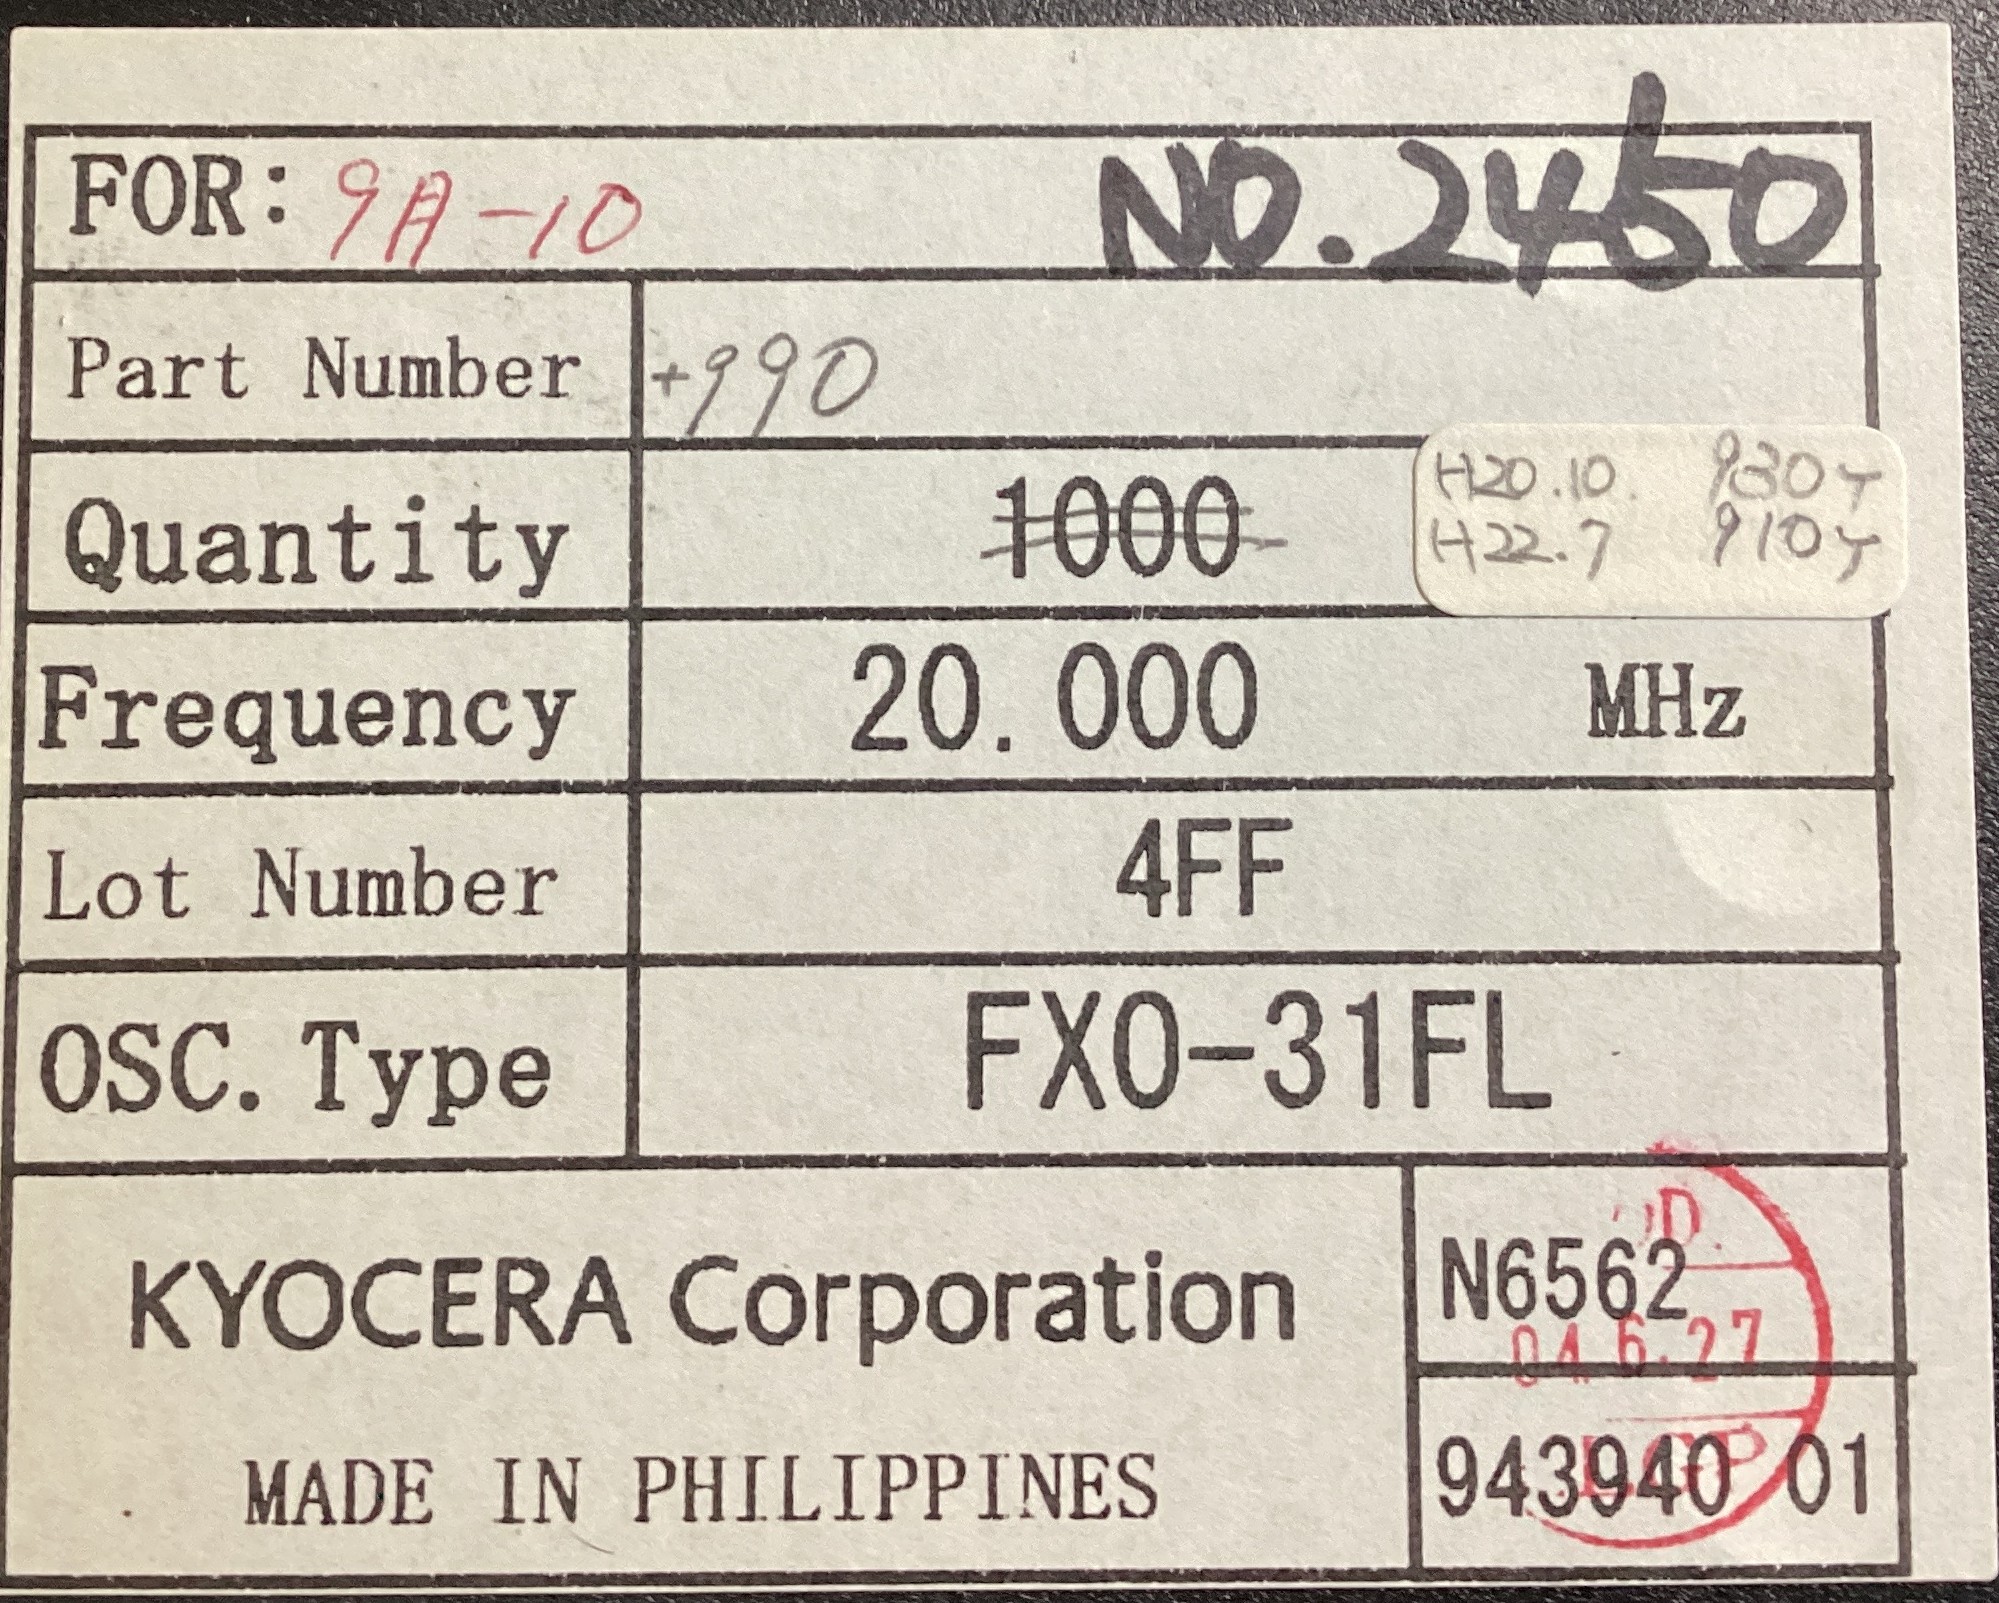 FOR: 9A-10 NO.2450
Part Number +990
Quantity 1000
H20.10. 930ケ
H22.7 910ケ
Frequency 20.000 MHz
Lot Number 4FF
OSC. Type FXO-31FL
KYOCERA Corporation
MADE IN PHILIPPINES
N6562
04.6.27
943940 01